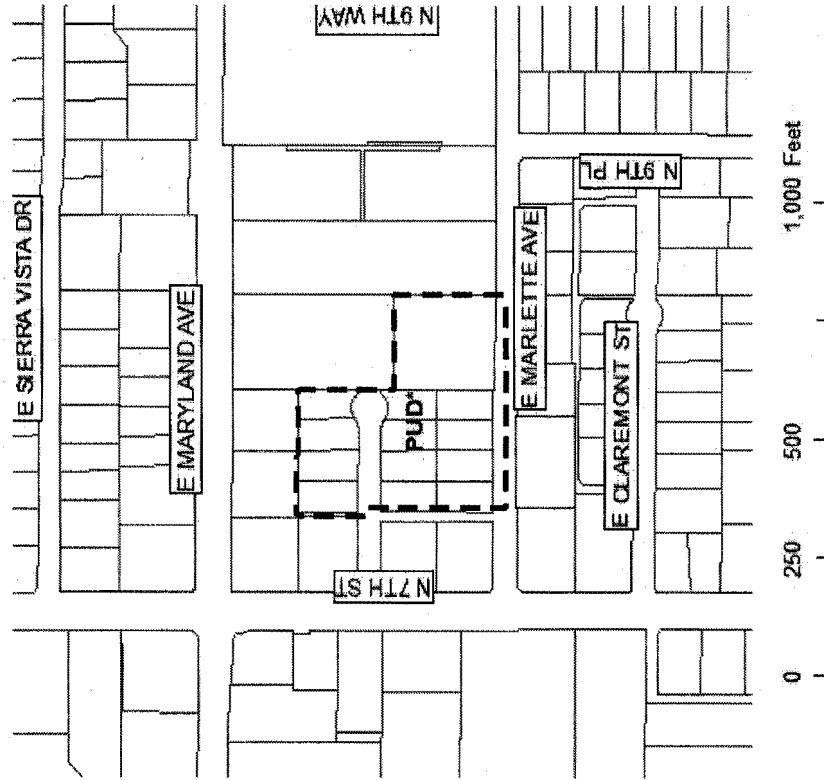 E SIERRA VISTA DR
E MARYLAND AVE
N 9TH WAY
PUD*
N 7TH ST
E MARLETTE AVE
N 9TH PL
E CLAREMONT ST
0
250
500
1,000 Feet